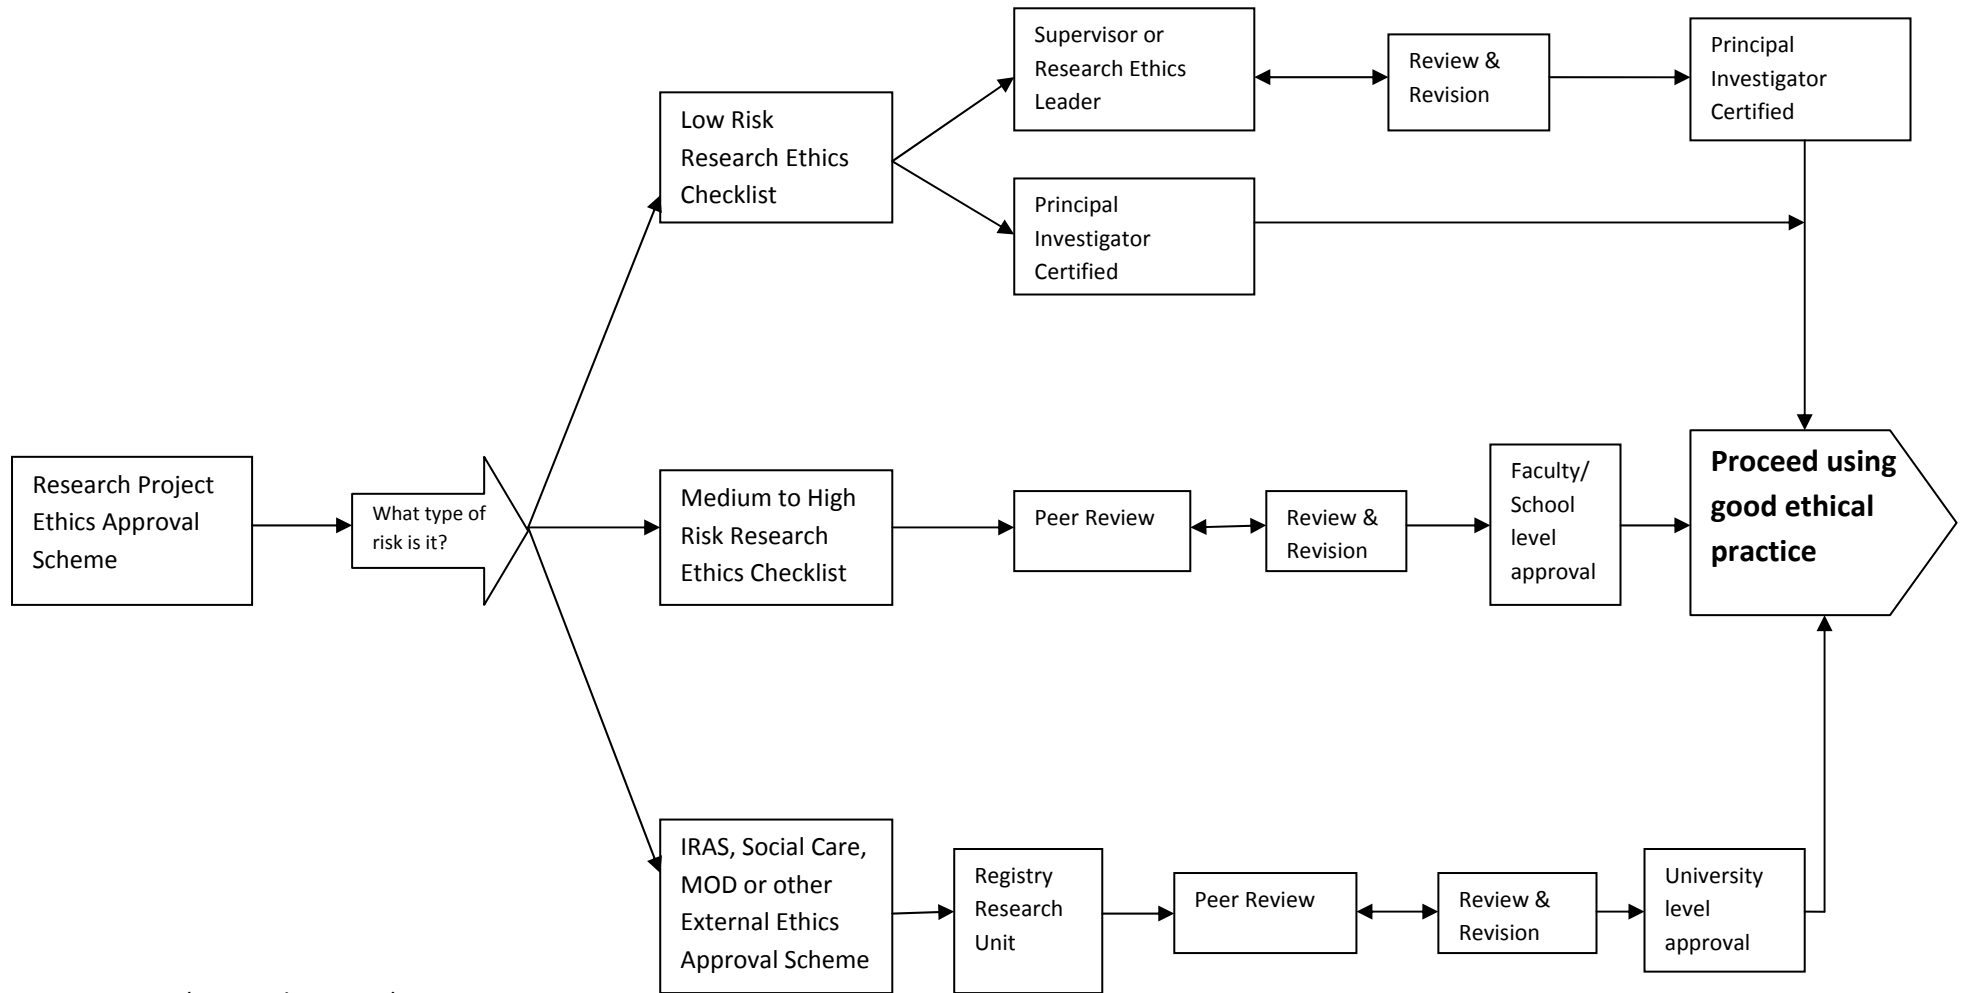 Supervisor or
Research Ethics
Leader
Review &
Revision
Principal
Investigator
Certified
Low Risk
Research Ethics
Checklist
Principal
Investigator
Certified
Research Project
Ethics Approval
Scheme
What type of
risk is it?
Medium to High
Risk Research
Ethics Checklist
Peer Review
Review &
Revision
Faculty/
School
level
approval
Proceed using
good ethical
practice
IRAS, Social Care,
MOD or other
External Ethics
Approval Scheme
Registry
Research
Unit
Peer Review
Review &
Revision
University
level
approval